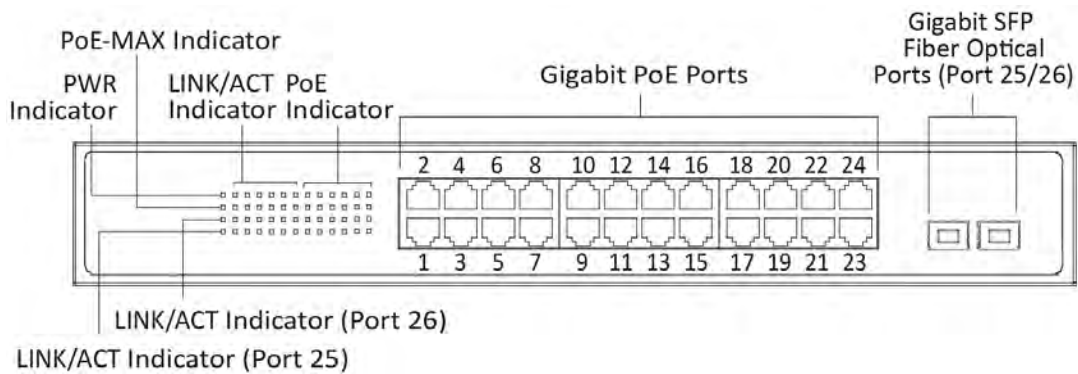 Gigabit SFP
Fiber Optical
Ports (Port 25/26)
PoE-MAX Indicator
PWR
Indicator
LINK/ACT
Indicator
PoE
Indicator
Gigabit PoE Ports
2 4 6 8 10 12 14 16 18 20 22 24
1 3 5 7 9 11 13 15 17 19 21 23
LINK/ACT Indicator (Port 26)
LINK/ACT Indicator (Port 25)